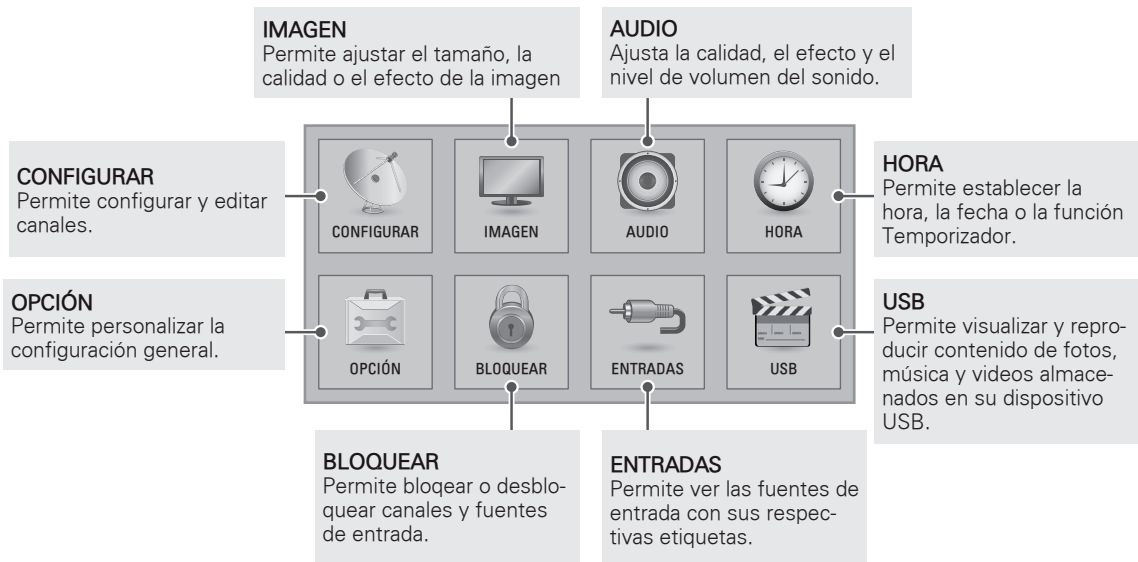 IMAGEN
Permite ajustar el tamaño, la
calidad o el efecto de la imagen
AUDIO
Ajusta la calidad, el efecto y el
nivel de volumen del sonido.
CONFIGURAR
Permite configurar y editar
canales.
HORA
Permite establecer la
hora, la fecha o la función
Temporizador.
CONFIGURAR
IMAGEN
AUDIO
HORA
OPCIÓN
Permite personalizar la
configuración general.
USB
Permite visualizar y repro-
ducir contenido de fotos,
música y videos almace-
nados en su dispositivo
USB.
OPCIÓN
BLOQUEAR
ENTRADAS
USB
BLOQUEAR
Permite bloqear o desblo-
quear canales y fuentes
de entrada.
ENTRADAS
Permite ver las fuentes de
entrada con sus respec-
tivas etiquetas.